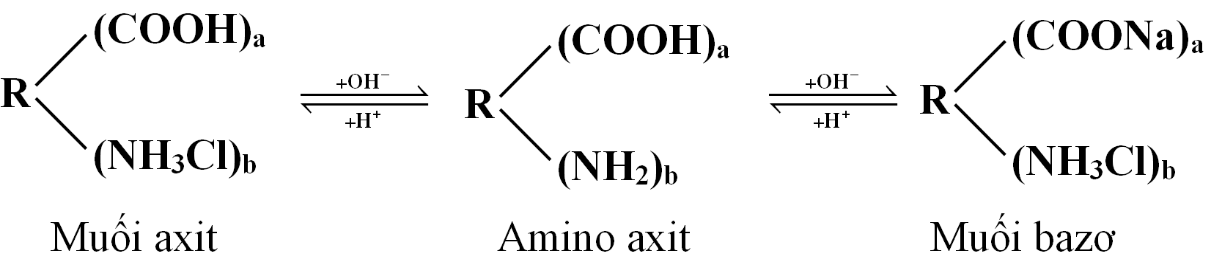 (COOH)a (COOH)a (COONa)a
R +OH⁻ R +OH⁻ R
+H⁺ +H⁺
(NH3Cl)b (NH2)b (NH3Cl)b
Muối axit Amino axit Muối bazơ